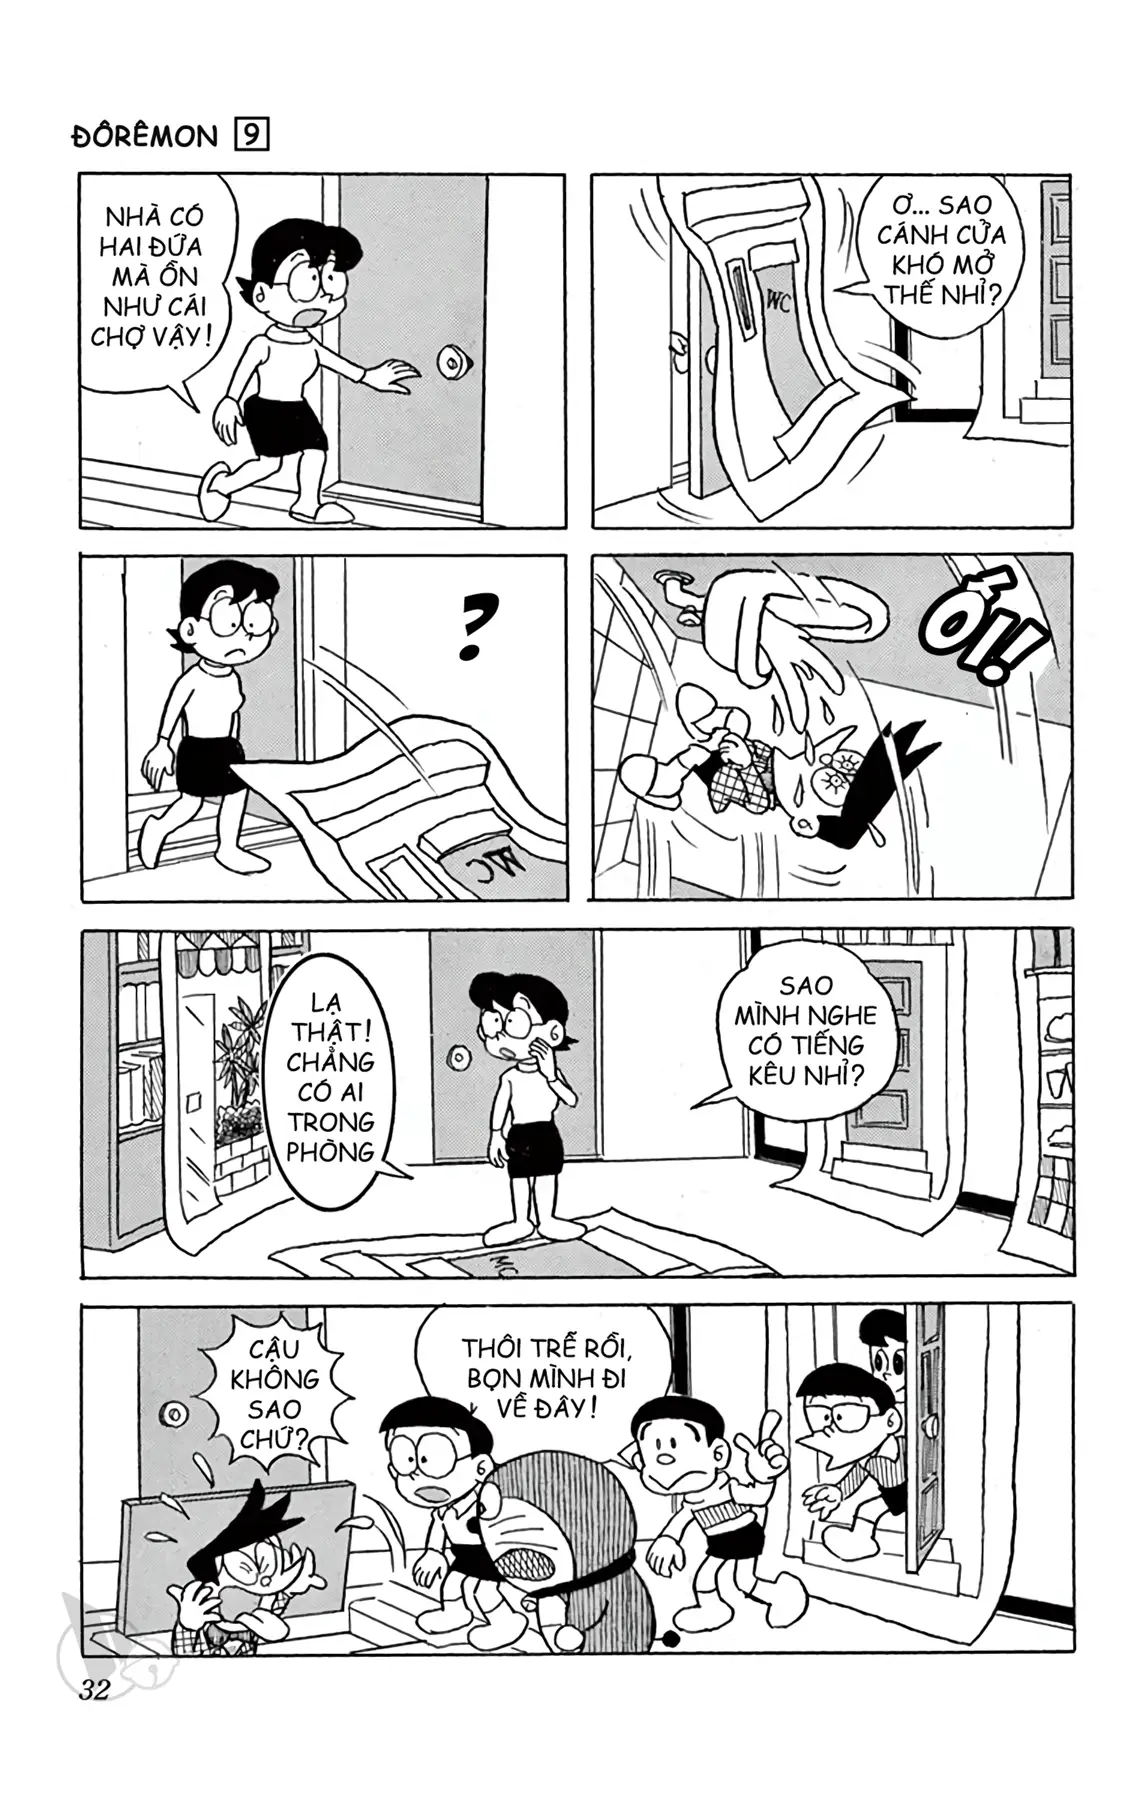 ĐÔRÊMON 9
NHÀ CÓ
HAI ĐỨA
MÀ ỒN
NHƯ CÁI
CHỢ VẬY!
Ơ... SAO
CÁNH CỬA
KHÓ MỞ
THẾ NHỈ?
WC
?
WC
ỐI!
LẠ
THẬT!
CHẲNG
CÓ AI
TRONG
PHÒNG
SAO
MÌNH NGHE
CÓ TIẾNG
KÊU NHỈ?
WC
CẬU
KHÔNG
SAO
CHỨ?
THÔI TRỄ RỒI,
BỌN MÌNH ĐI
VỀ ĐÂY!
32